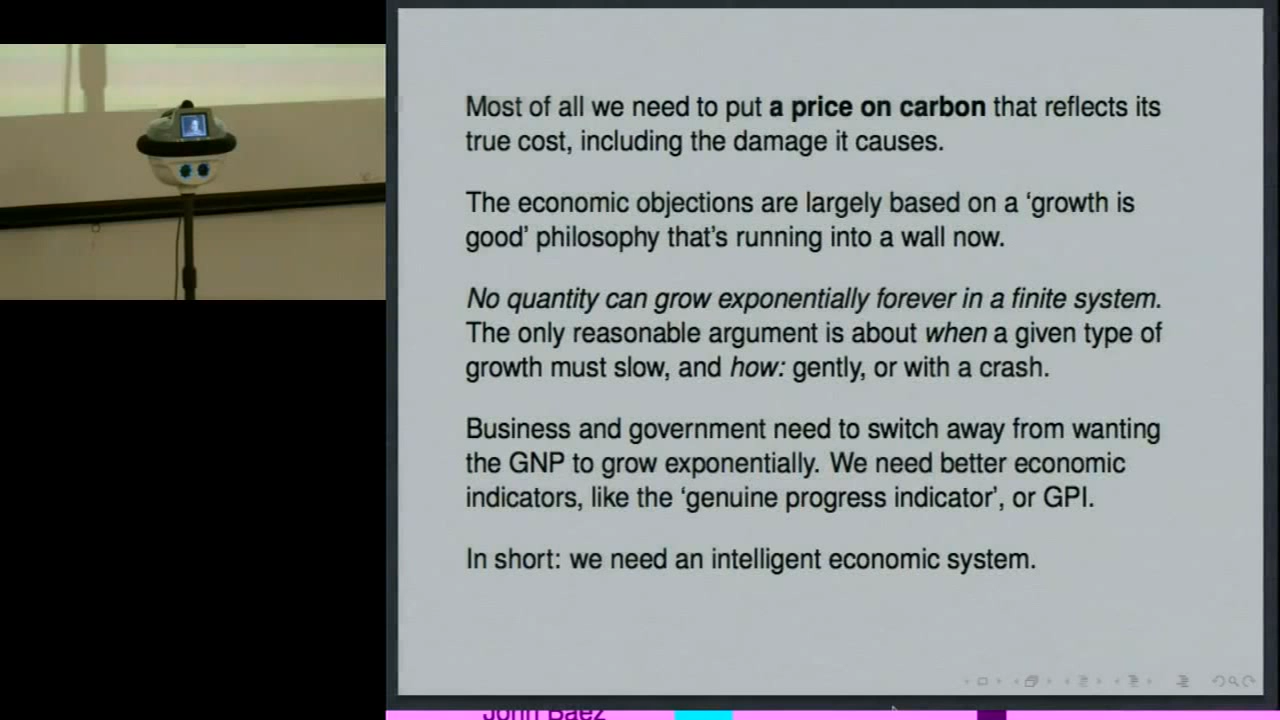 Most of all we need to put a price on carbon that reflects its
true cost, including the damage it causes.
The economic objections are largely based on a ‘growth is
good’ philosophy that’s running into a wall now.
No quantity can grow exponentially forever in a finite system.
The only reasonable argument is about when a given type of
growth must slow, and how: gently, or with a crash.
Business and government need to switch away from wanting
the GNP to grow exponentially. We need better economic
indicators, like the ‘genuine progress indicator’, or GPI.
In short: we need an intelligent economic system.
John Baez